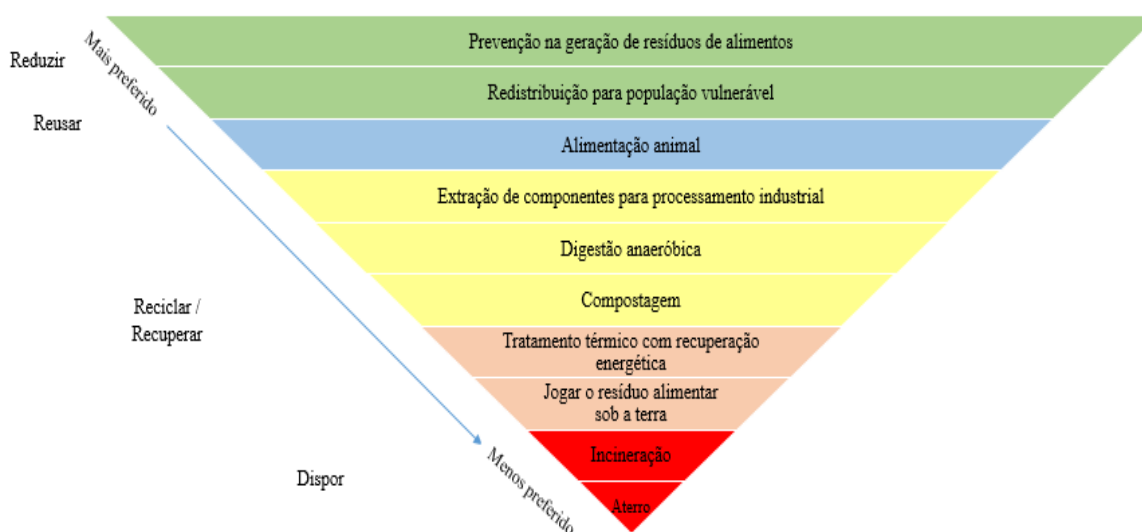 Reduzir
Reusar
Reciclar /
Recuperar
Dispor
Mais preferido
Menos preferido
Prevenção na geração de resíduos de alimentos
Redistribuição para população vulnerável
Alimentação animal
Extração de componentes para processamento industrial
Digestão anaeróbica
Compostagem
Tratamento térmico com recuperação
energética
Jogar o resíduo alimentar
sob a terra
Incineração
Aterro